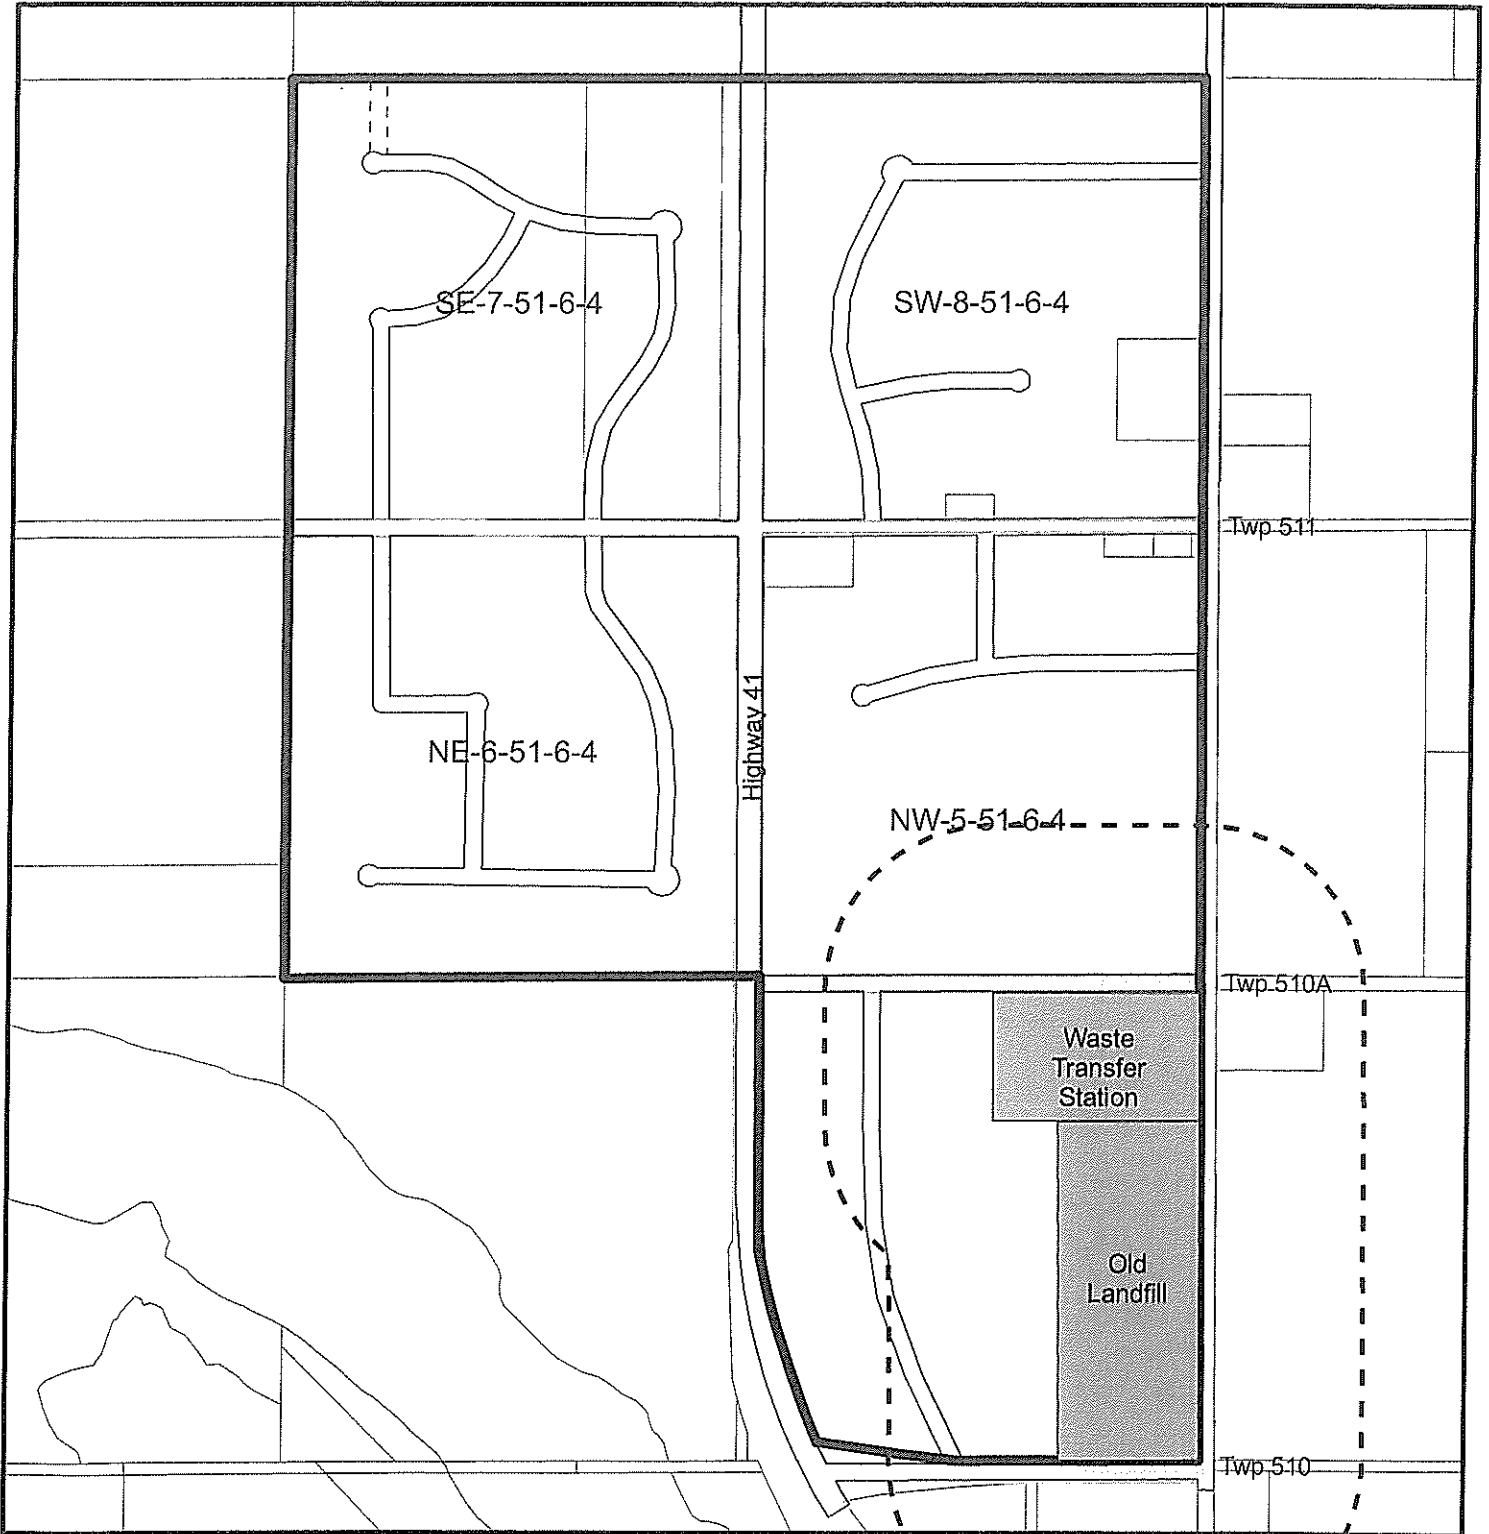 SE-7-51-6-4
SW-8-51-6-4
Twp 511
Highway 41
NE-6-51-6-4
NW-5-51-6-4
Twp 510A
Waste
Transfer
Station
Old
Landfill
Twp 510